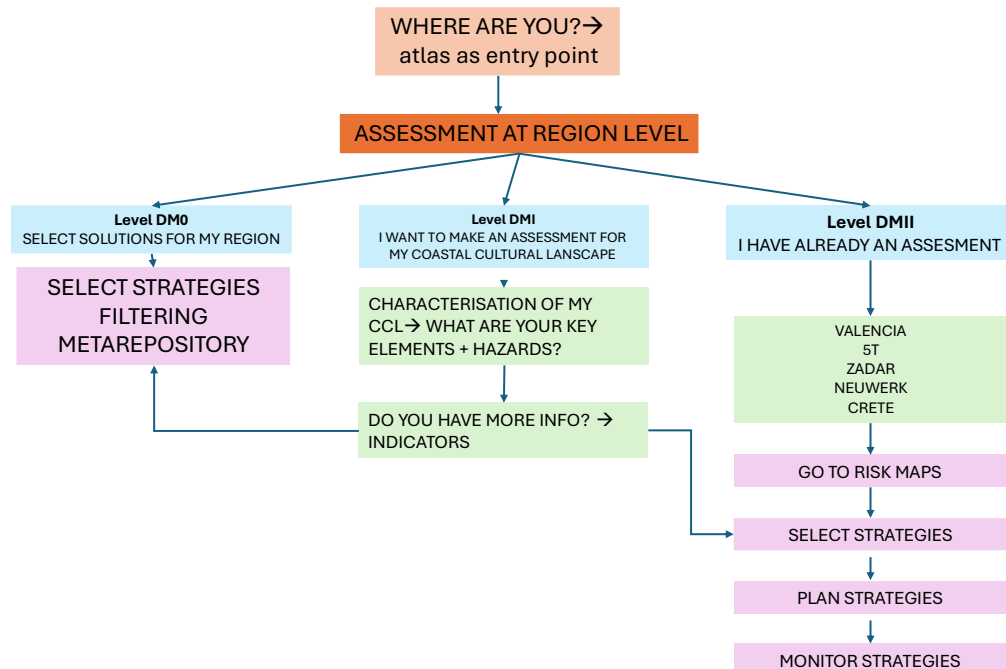 WHERE ARE YOU?→
atlas as entry point
ASSESSMENT AT REGION LEVEL
Level DM0
SELECT SOLUTIONS FOR MY REGION
Level DMI
I WANT TO MAKE AN ASSESSMENT FOR
MY COASTAL CULTURAL LANSCAPE
Level DMII
I HAVE ALREADY AN ASSESMENT
SELECT STRATEGIES
FILTERING
METAREPOSITORY
CHARACTERISATION OF MY
CCL→ WHAT ARE YOUR KEY
ELEMENTS + HAZARDS?
VALENCIA
5T
ZADAR
NEUWERK
CRETE
DO YOU HAVE MORE INFO? →
INDICATORS
GO TO RISK MAPS
SELECT STRATEGIES
PLAN STRATEGIES
MONITOR STRATEGIES